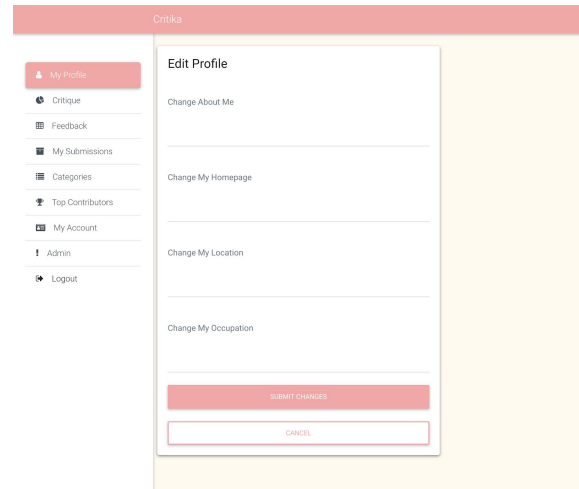 Critika
My Profile
Critique
Feedback
My Submissions
Categories
Top Contributors
My Account
Admin
Logout
Edit Profile
Change About Me
Change My Homepage
Change My Location
Change My Occupation
SUBMIT CHANGES
CANCEL